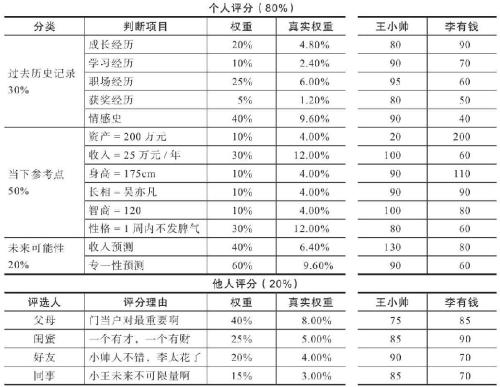 个人评分（80%）
分类 判断项目 权重 真实权重 王小帅 李有钱
过去历史记录 30%
成长经历 20% 4.80% 80 90
学习经历 10% 2.40% 90 70
职场经历 25% 6.00% 95 60
获奖经历 5% 1.20% 80 50
情感史 40% 9.60% 90 40
当下参考点 50%
资产=200万元 10% 4.00% 20 200
收入=25万元/年 30% 12.00% 100 60
身高=175cm 10% 4.00% 90 110
长相=吴亦凡 10% 4.00% 90 90
智商=120 10% 4.00% 100 80
性格=1周内不发脾气 30% 12.00% 80 60
未来可能性 20%
收入预测 40% 6.40% 130 80
专一性预测 60% 9.60% 90 60
他人评分（20%）
评选人 评分理由 权重 真实权重 王小帅 李有钱
父母 门当户对最重要啊 40% 8.00% 75 85
闺蜜 一个有才，一个有财 25% 5.00% 85 90
好友 小帅人不错，李太花了 20% 4.00% 90 70
同事 小王未来不可限量啊 15% 3.00% 85 70